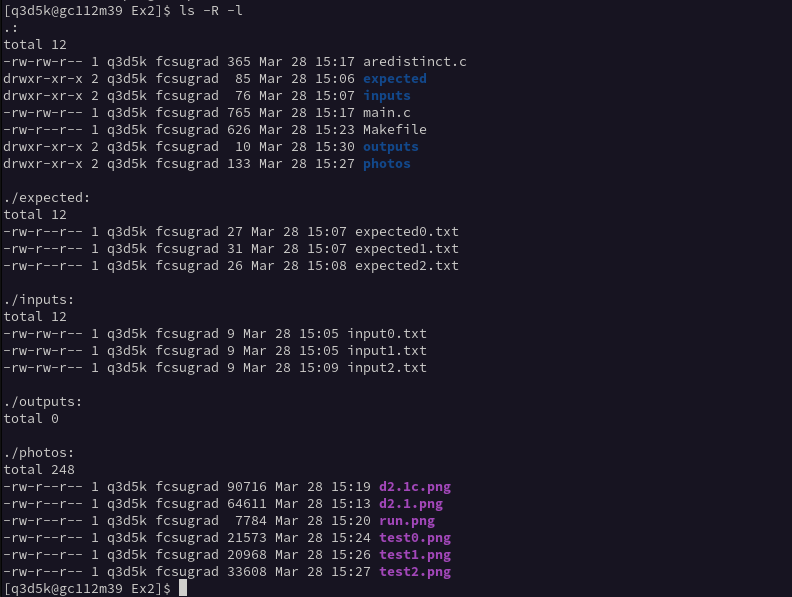 [q3d5k@gc112m39 Ex2]$ ls -R -l
.:
total 12
-rw-rw-r-- 1 q3d5k fcsugrad 365 Mar 28 15:17 aredistinct.c
drwxr-xr-x 2 q3d5k fcsugrad  85 Mar 28 15:06 expected
drwxr-xr-x 2 q3d5k fcsugrad  76 Mar 28 15:07 inputs
-rw-rw-r-- 1 q3d5k fcsugrad 765 Mar 28 15:17 main.c
-rw-rw-r-- 1 q3d5k fcsugrad 626 Mar 28 15:23 Makefile
drwxr-xr-x 2 q3d5k fcsugrad  10 Mar 28 15:30 outputs
drwxr-xr-x 2 q3d5k fcsugrad 133 Mar 28 15:27 photos

./expected:
total 12
-rw-r--r-- 1 q3d5k fcsugrad 27 Mar 28 15:07 expected0.txt
-rw-r--r-- 1 q3d5k fcsugrad 31 Mar 28 15:07 expected1.txt
-rw-r--r-- 1 q3d5k fcsugrad 26 Mar 28 15:08 expected2.txt

./inputs:
total 12
-rw-rw-r-- 1 q3d5k fcsugrad 9 Mar 28 15:05 input0.txt
-rw-rw-r-- 1 q3d5k fcsugrad 9 Mar 28 15:05 input1.txt
-rw-rw-r-- 1 q3d5k fcsugrad 9 Mar 28 15:09 input2.txt

./outputs:
total 0

./photos:
total 248
-rw-r--r-- 1 q3d5k fcsugrad 90716 Mar 28 15:19 d2.1c.png
-rw-r--r-- 1 q3d5k fcsugrad 64611 Mar 28 15:13 d2.1.png
-rw-r--r-- 1 q3d5k fcsugrad  7784 Mar 28 15:20 run.png
-rw-r--r-- 1 q3d5k fcsugrad 21573 Mar 28 15:24 test0.png
-rw-r--r-- 1 q3d5k fcsugrad 20968 Mar 28 15:26 test1.png
-rw-r--r-- 1 q3d5k fcsugrad 33608 Mar 28 15:27 test2.png
[q3d5k@gc112m39 Ex2]$